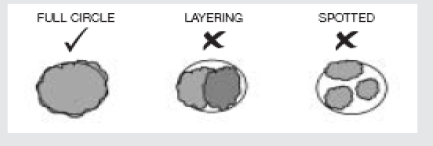 FULL CIRCLE LAYERING SPOTTED